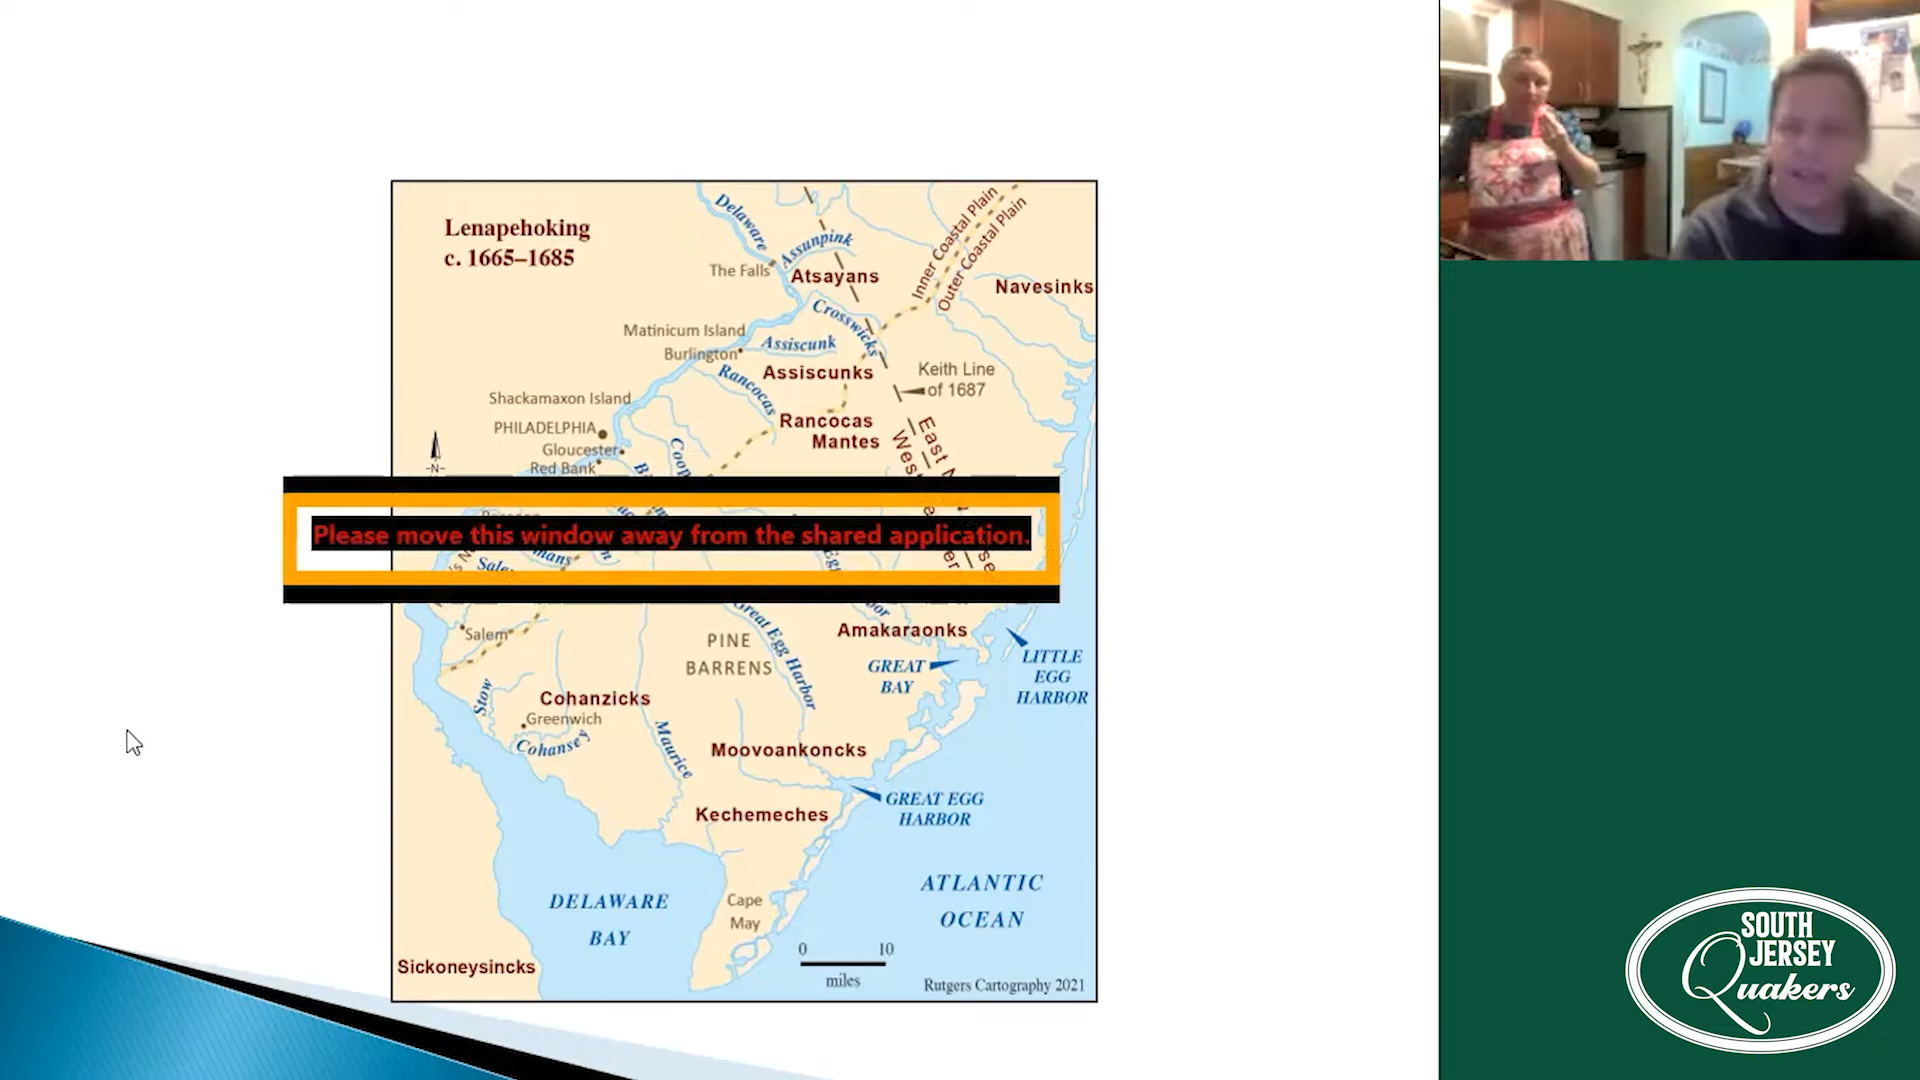 Lenapehoking
c. 1665–1685
Delaware
Assunpink
The Falls
Atsayans
Inner Coastal Plain
Outer Coastal Plain
Navesinks
Crosswicks
Matinicum Island
Burlington
Assiscunk
Assiscunks
Rancocas
Keith Line
of 1687
Shackamaxon Island
PHILADELPHIA
Rancocas
Mantes
Gloucester
Red Bank
-N-
East
Please move this window away from the shared application.
Salem
Great Egg Harbor
PINE
BARRENS
Amakaraonks
GREAT
BAY
LITTLE
EGG
HARBOR
Stow
Cohanzicks
Greenwich
Cohansey
Maurice
Moovoankoncks
GREAT EGG
HARBOR
Kechemeches
DELAWARE
BAY
Cape
May
ATLANTIC
OCEAN
0 10
miles
Sickoneysincks
Rutgers Cartography 2021
SOUTH
JERSEY
Quakers